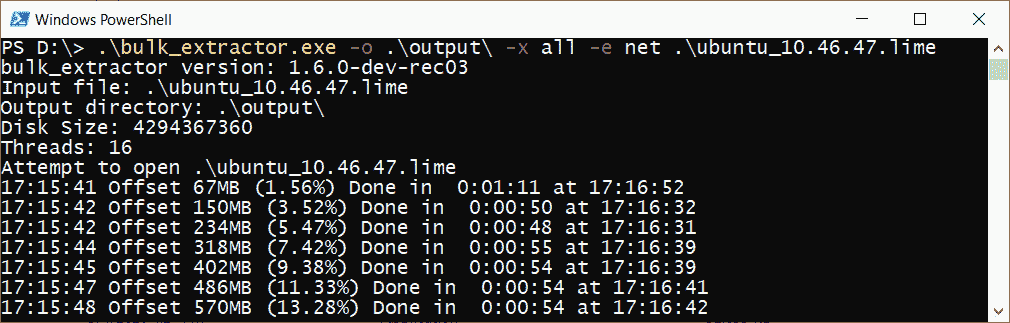 Windows PowerShell
PS D:\> .\bulk_extractor.exe -o .\output\ -x all -e net .\ubuntu_10.46.47.lime
bulk_extractor version: 1.6.0-dev-rec03
Input file: .\ubuntu_10.46.47.lime
Output directory: .\output\
Disk Size: 4294367360
Threads: 16
Attempt to open .\ubuntu_10.46.47.lime
17:15:41 Offset 67MB (1.56%) Done in  0:01:11 at 17:16:52
17:15:42 Offset 150MB (3.52%) Done in  0:00:50 at 17:16:32
17:15:42 Offset 234MB (5.47%) Done in  0:00:48 at 17:16:31
17:15:44 Offset 318MB (7.42%) Done in  0:00:55 at 17:16:39
17:15:45 Offset 402MB (9.38%) Done in  0:00:54 at 17:16:39
17:15:47 Offset 486MB (11.33%) Done in  0:00:54 at 17:16:41
17:15:48 Offset 570MB (13.28%) Done in  0:00:54 at 17:16:42